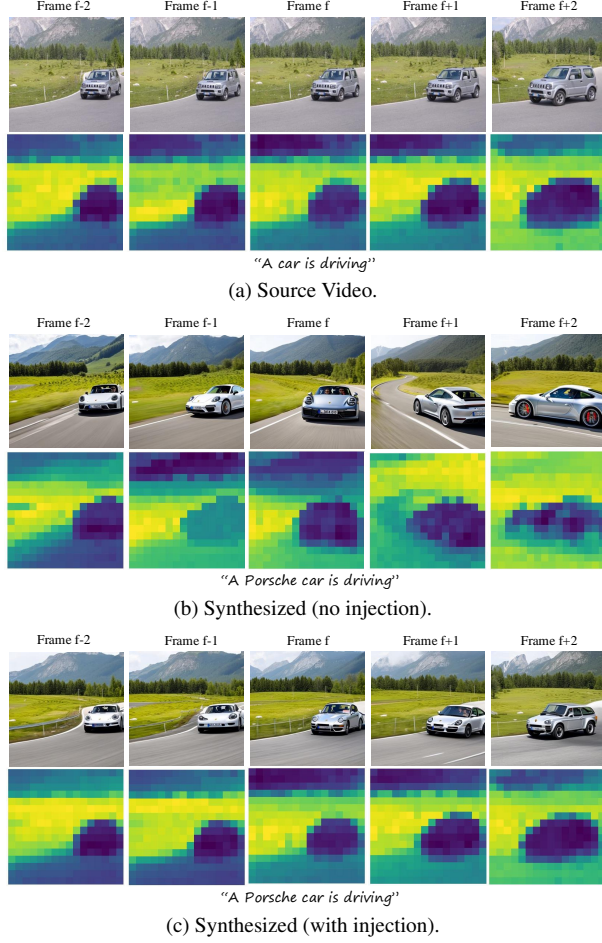 Frame f-2 Frame f-1 Frame f Frame f+1 Frame f+2
“A car is driving”
(a) Source Video.
Frame f-2 Frame f-1 Frame f Frame f+1 Frame f+2
“A Porsche car is driving”
(b) Synthesized (no injection).
Frame f-2 Frame f-1 Frame f Frame f+1 Frame f+2
“A Porsche car is driving”
(c) Synthesized (with injection).